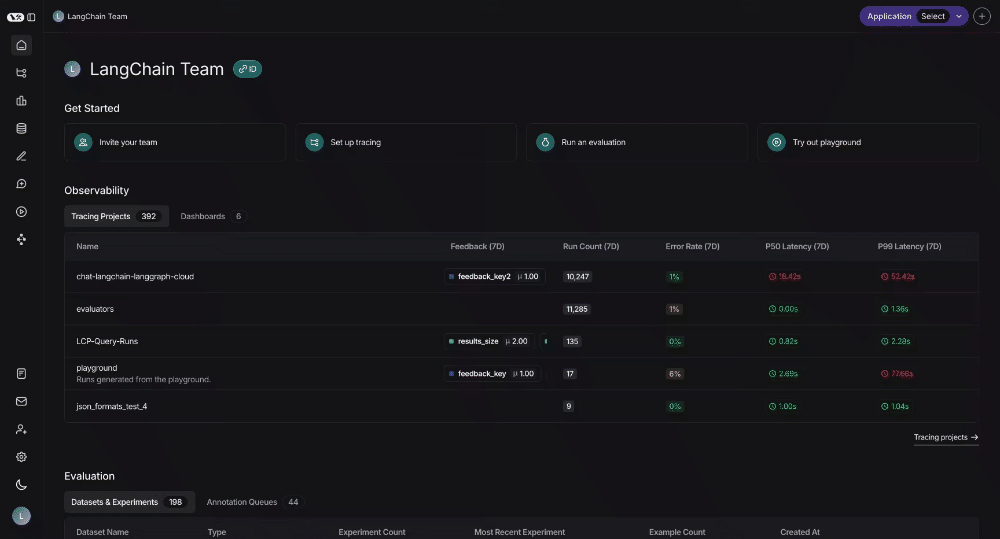 LangChain Team
Application Select
L LangChain Team ID
Get Started
Invite your team
Set up tracing
Run an evaluation
Try out playground
Observability
Tracing Projects 392 Dashboards 6
Name Feedback (7D) Run Count (7D) Error Rate (7D) P50 Latency (7D) P99 Latency (7D)
chat-langchain-langgraph-cloud feedback_key2 μ 1.00 10,247 1% 18.42s 52.42s
evaluators 11,285 1% 0.00s 1.36s
LCP-Query-Runs results_size μ 2.00 135 0% 0.82s 2.28s
playground feedback_key μ 1.00 17 6% 2.69s
Runs generated from the playground.
json_formats_test_4 9 0% 1.00s 1.04s
Tracing projects →
Evaluation
Datasets & Experiments 198 Annotation Queues 44
Dataset Name Type Experiment Count Most Recent Experiment Example Count Created At
L